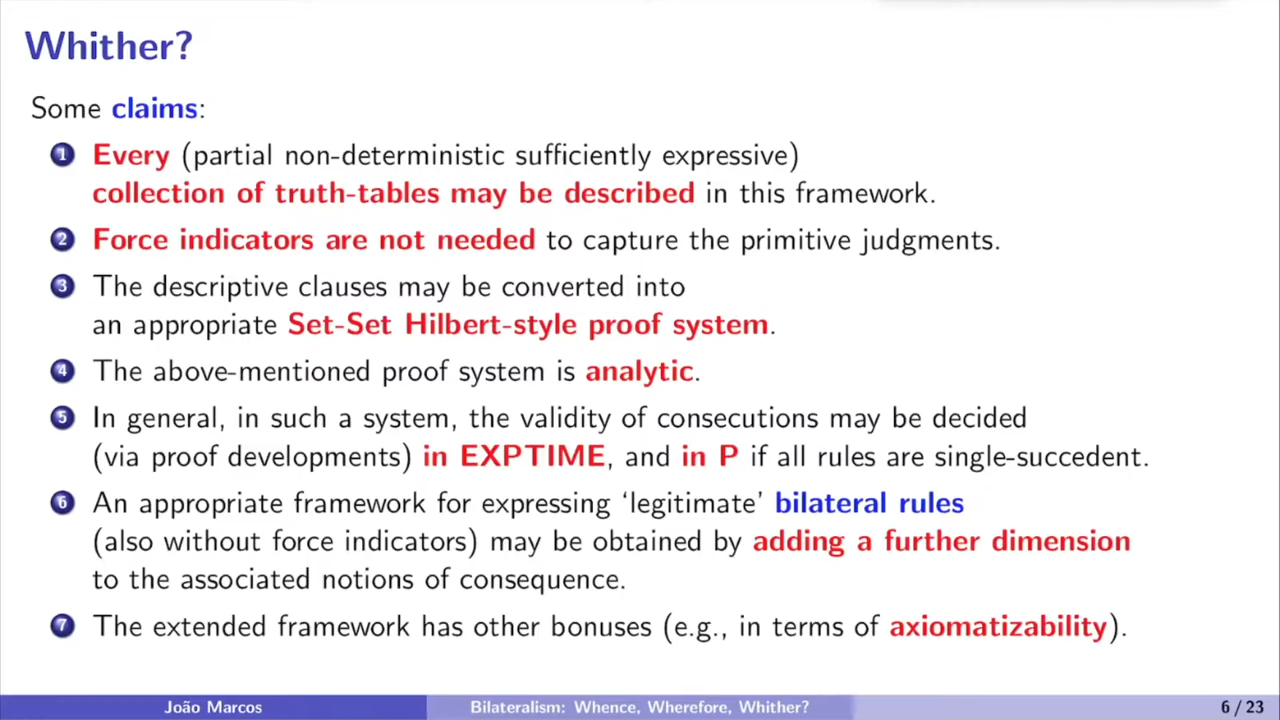 Whither?
Some claims:
1 Every (partial non-deterministic sufficiently expressive)
collection of truth-tables may be described in this framework.
2 Force indicators are not needed to capture the primitive judgments.
3 The descriptive clauses may be converted into
an appropriate Set-Set Hilbert-style proof system.
4 The above-mentioned proof system is analytic.
5 In general, in such a system, the validity of consecutions may be decided
(via proof developments) in EXPTIME, and in P if all rules are single-succedent.
6 An appropriate framework for expressing ‘legitimate’ bilateral rules
(also without force indicators) may be obtained by adding a further dimension
to the associated notions of consequence.
7 The extended framework has other bonuses (e.g., in terms of axiomatizability).
João Marcos Bilateralism: Whence, Wherefore, Whither? 6 / 23